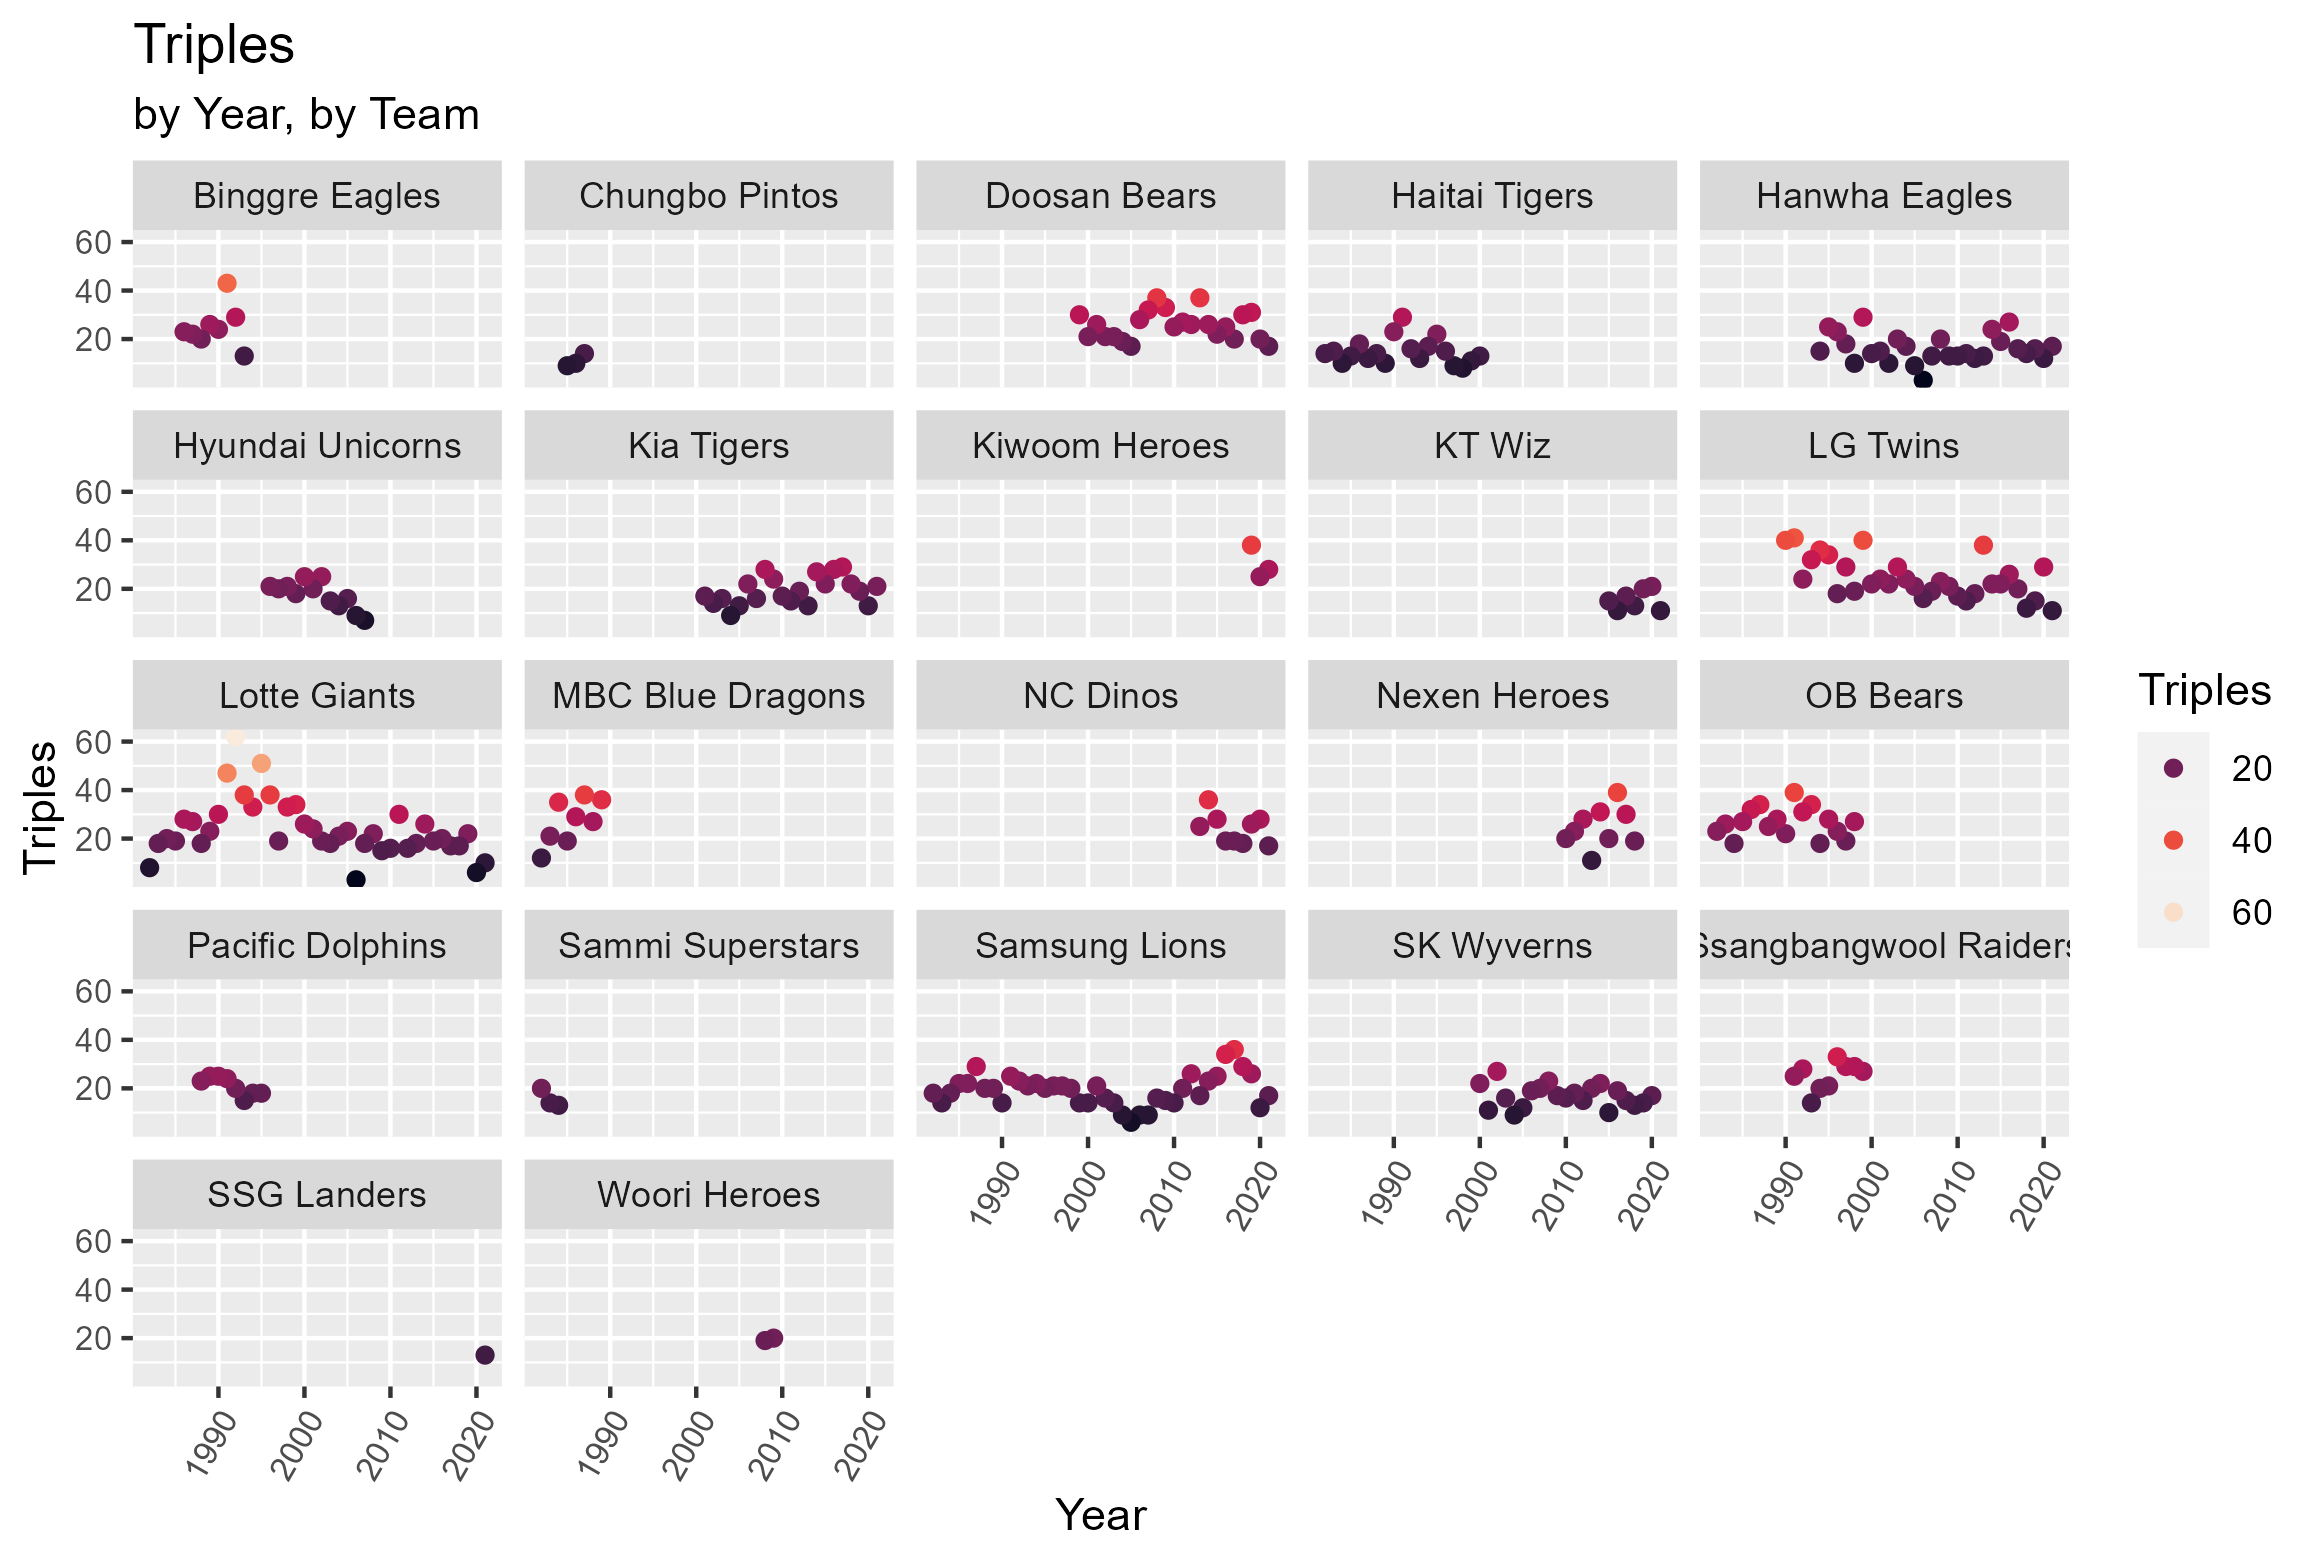 Triples
by Year, by Team
Binggre Eagles
Chungbo Pintos
Doosan Bears
Haitai Tigers
Hanwha Eagles
60
40
20
Hyundai Unicorns
Kia Tigers
Kiwoom Heroes
KT Wiz
LG Twins
60
40
20
Lotte Giants
MBC Blue Dragons
NC Dinos
Nexen Heroes
OB Bears
60
40
20
Triples
Pacific Dolphins
Sammi Superstars
Samsung Lions
SK Wyverns
Ssangbangwool Raiders
60
40
20
1990
2000
2010
2020
1990
2000
2010
2020
1990
2000
2010
2020
SSG Landers
Woori Heroes
60
40
20
1990
2000
2010
2020
1990
2000
2010
2020
Year
Triples
20
40
60